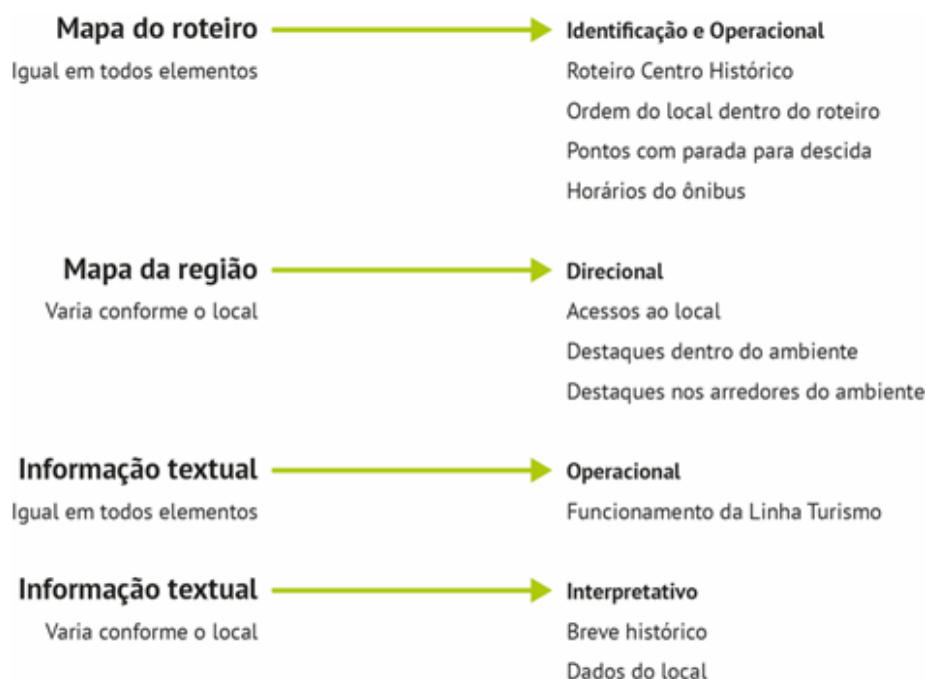 Mapa do roteiro
Igual em todos elementos
Identificação e Operacional
Roteiro Centro Histórico
Ordem do local dentro do roteiro
Pontos com parada para descida
Horários do ônibus
Mapa da região
Varia conforme o local
Direcional
Acessos ao local
Destaques dentro do ambiente
Destaques nos arredores do ambiente
Informação textual
Igual em todos elementos
Operacional
Funcionamento da Linha Turismo
Informação textual
Varia conforme o local
Interpretativo
Breve histórico
Dados do local